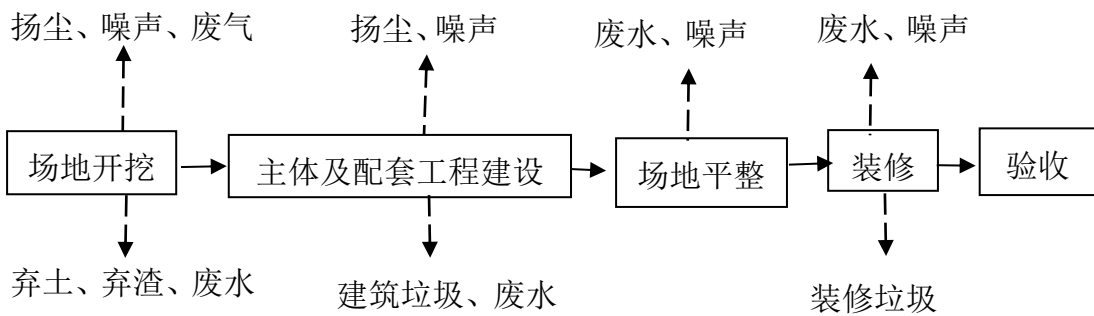 扬尘、噪声、废气
扬尘、噪声
废水、噪声
废水、噪声
场地开挖
主体及配套工程建设
场地平整
装修
验收
弃土、弃渣、废水
建筑垃圾、废水
装修垃圾